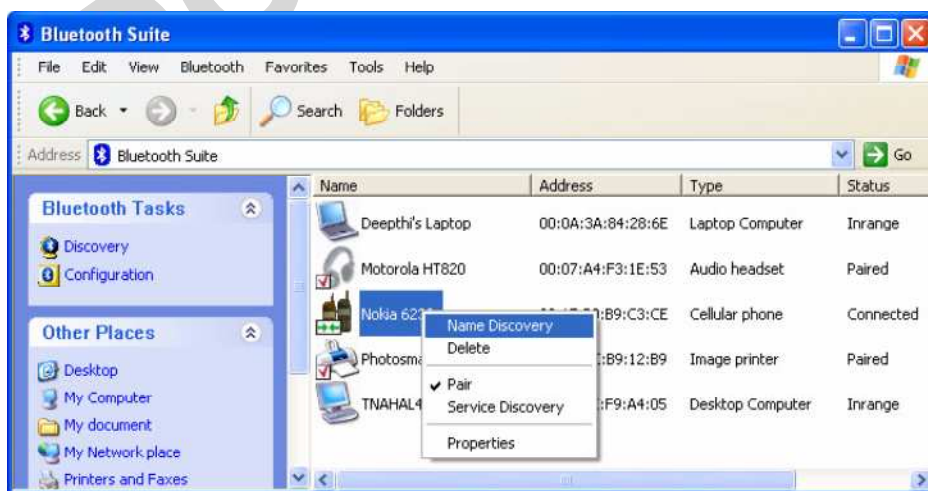 Bluetooth Suite
File Edit View Bluetooth Favorites Tools Help
Back Search Folders
Address Bluetooth Suite Go
Bluetooth Tasks
Discovery
Configuration
Other Places
Desktop
My Computer
My document
My Network place
Printers and Faxes
Name Address Type Status
Deepthi's Laptop 00:0A:3A:84:28:6E Laptop Computer Inrange
Motorola HT820 00:07:A4:F3:1E:53 Audio headset Paired
Nokia :B9:C3:CE Cellular phone Connected
:B9:12:B9 Image printer Paired
:F9:A4:05 Desktop Computer Inrange
Name Discovery
Delete
Pair
Service Discovery
Properties